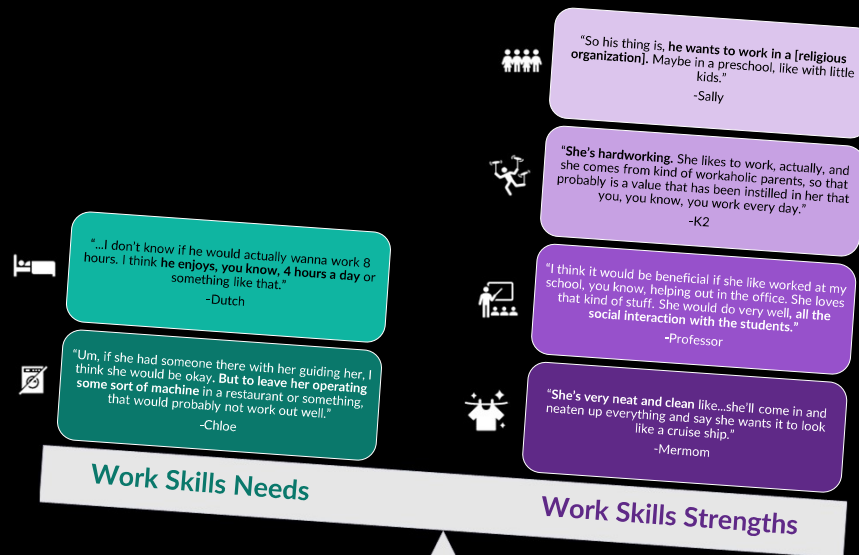 “...I don’t know if he would actually wanna work 8
hours. I think he enjoys, you know, 4 hours a day or
something like that.”
-Dutch
“Um, if she had someone there with her guiding her, I
think she would be okay. But to leave her operating
some sort of machine in a restaurant or something,
that would probably not work out well.”
-Chloe
Work Skills Needs
“So his thing is, he wants to work in a [religious
organization]. Maybe in a preschool, like with little
kids.”
-Sally
“She’s hardworking. She likes to work, actually, and
she comes from kind of workaholic parents, so that
probably is a value that has been instilled in her that
you, you know, you work every day.”
-K2
“I think it would be beneficial if she like worked at my
school, you know, helping out in the office. She loves
that kind of stuff. She would do very well, all the
social interaction with the students.”
-Professor
“She’s very neat and clean like...she’ll come in and
neaten up everything and say she wants it to look
like a cruise ship.”
-Mermom
Work Skills Strengths